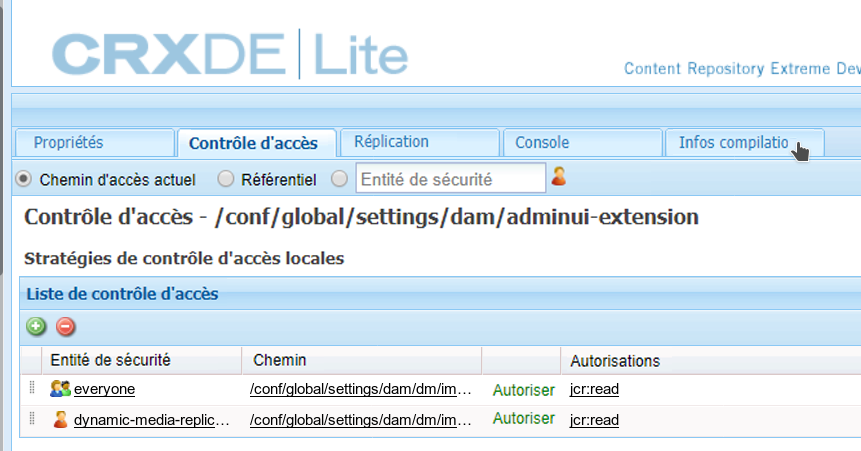 CRXDE | Lite
Content Repository Extreme Dev
Propriétés Contrôle d'accès Réplication Console Infos compilatio
Chemin d'accès actuel Référentiel Entité de sécurité
Contrôle d'accès - /conf/global/settings/dam/adminui-extension
Stratégies de contrôle d'accès locales
Liste de contrôle d'accès
Entité de sécurité Chemin Autorisations
everyone /conf/global/settings/dam/dm/im... Autoriser jcr:read
dynamic-media-replic... /conf/global/settings/dam/dm/im... Autoriser jcr:read